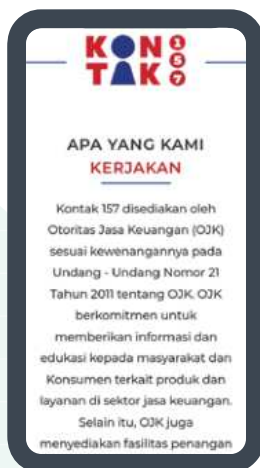 KONTAK 157
APA YANG KAMI
KERJAKAN
Kontak 157 disediakan oleh
Otoritas Jasa Keuangan (OJK)
sesuai kewenangannya pada
Undang - Undang Nomor 21
Tahun 2011 tentang OJK. OJK
berkomitmen untuk
memberikan informasi dan
edukasi kepada masyarakat dan
Konsumen terkait produk dan
layanan di sektor jasa keuangan.
Selain itu, OJK juga
menyediakan fasilitas penangan